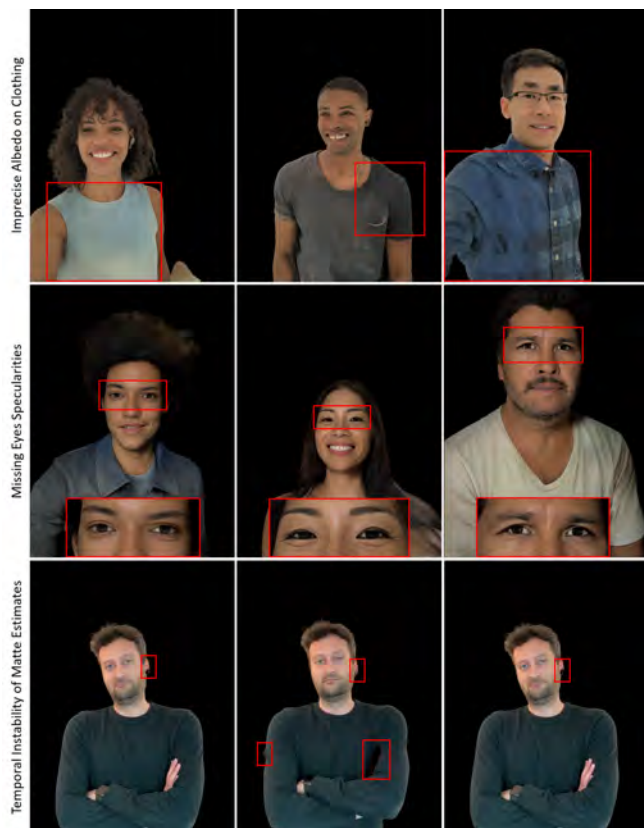 Imprecise Albedo on Clothing
Missing Eyes Specularities
Temporal Instability of Matte Estimates